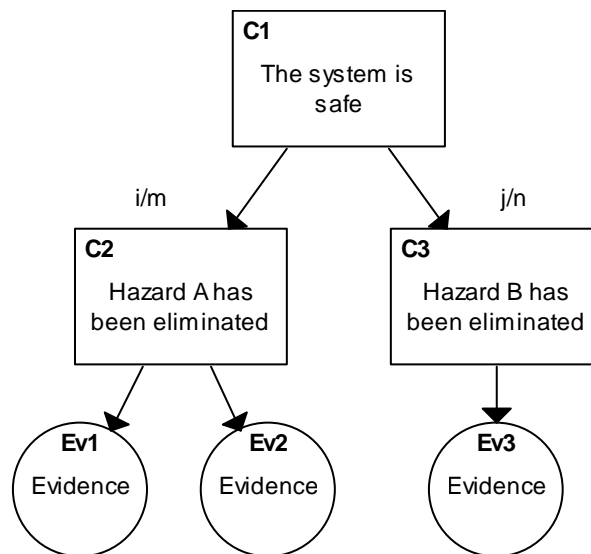 C1
The system is
safe
i/m
j/n
C2
Hazard A has
been eliminated
C3
Hazard B has
been eliminated
Ev1
Evidence
Ev2
Evidence
Ev3
Evidence